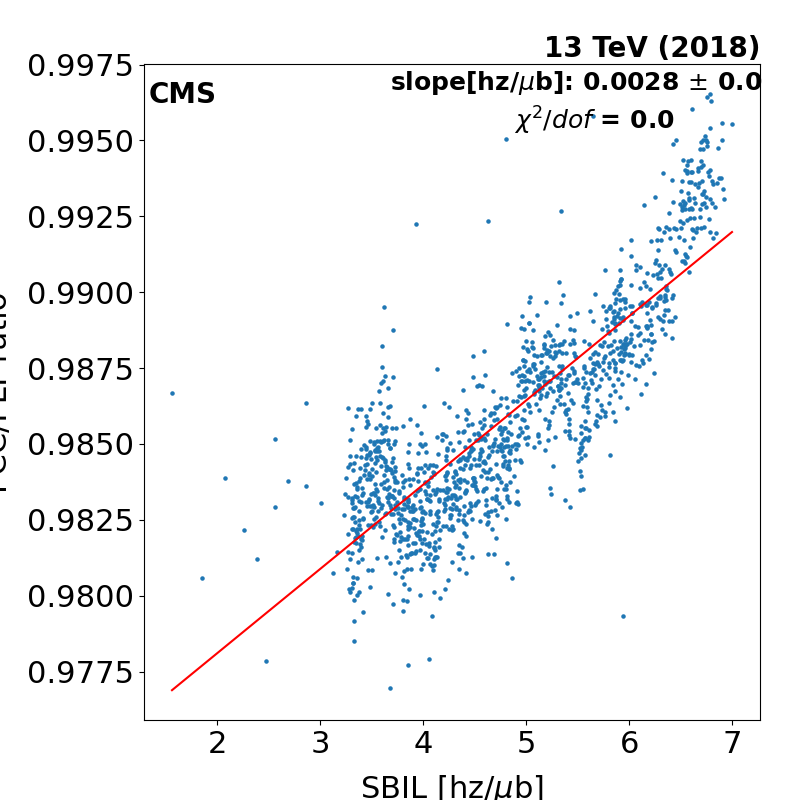 13 TeV (2018)
CMS
slope[hz/μb]: 0.0028 ± 0.0
χ²/dof = 0.0
0.9975
0.9950
0.9925
0.9900
0.9875
0.9850
0.9825
0.9800
0.9775
2 3 4 5 6 7
SBIL [hz/μb]